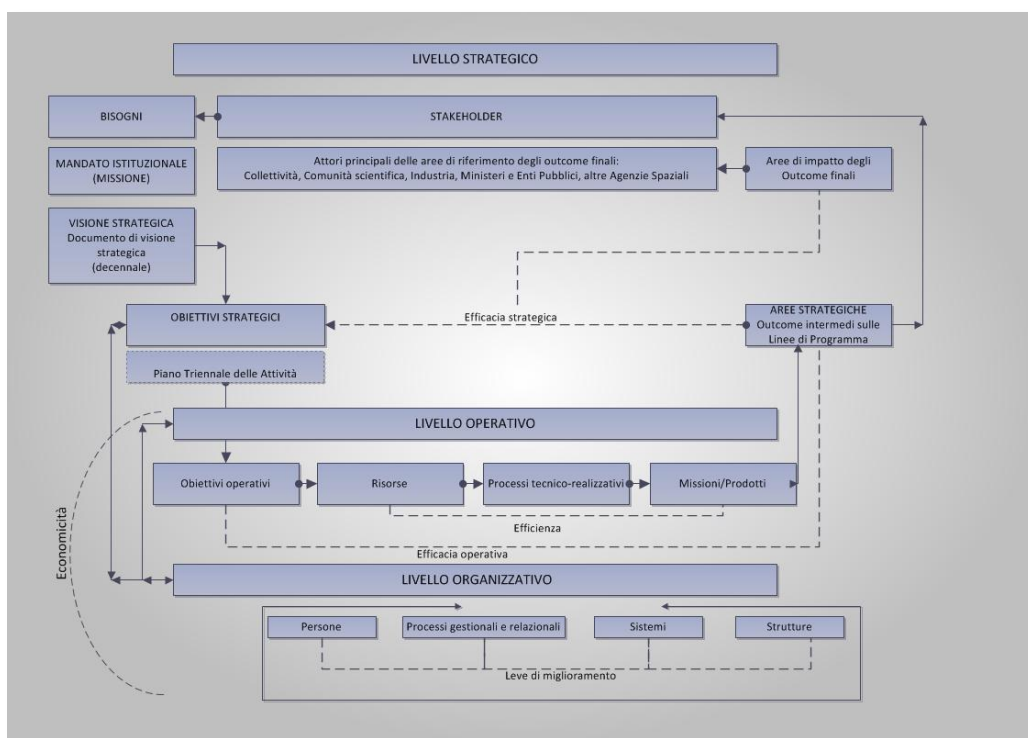 LIVELLO STRATEGICO
BISOGNI
STAKEHOLDER
MANDATO ISTITUZIONALE
(MISSIONE)
Attori principali delle aree di riferimento degli outcome finali:
Collettività, Comunità scientifica, Industria, Ministeri e Enti Pubblici, altre Agenzie Spaziali
Aree di impatto degli
Outcome finali
VISIONE STRATEGICA
Documento di visione
strategica
(decennale)
OBIETTIVI STRATEGICI
Efficacia strategica
AREE STRATEGICHE
Outcome intermedi sulle
Linee di Programma
Piano Triennale delle Attività
LIVELLO OPERATIVO
Obiettivi operativi
Risorse
Processi tecnico-realizzativi
Missioni/Prodotti
Efficienza
Efficacia operativa
Economicità
LIVELLO ORGANIZZATIVO
Persone
Processi gestionali e relazionali
Sistemi
Strutture
Leve di miglioramento